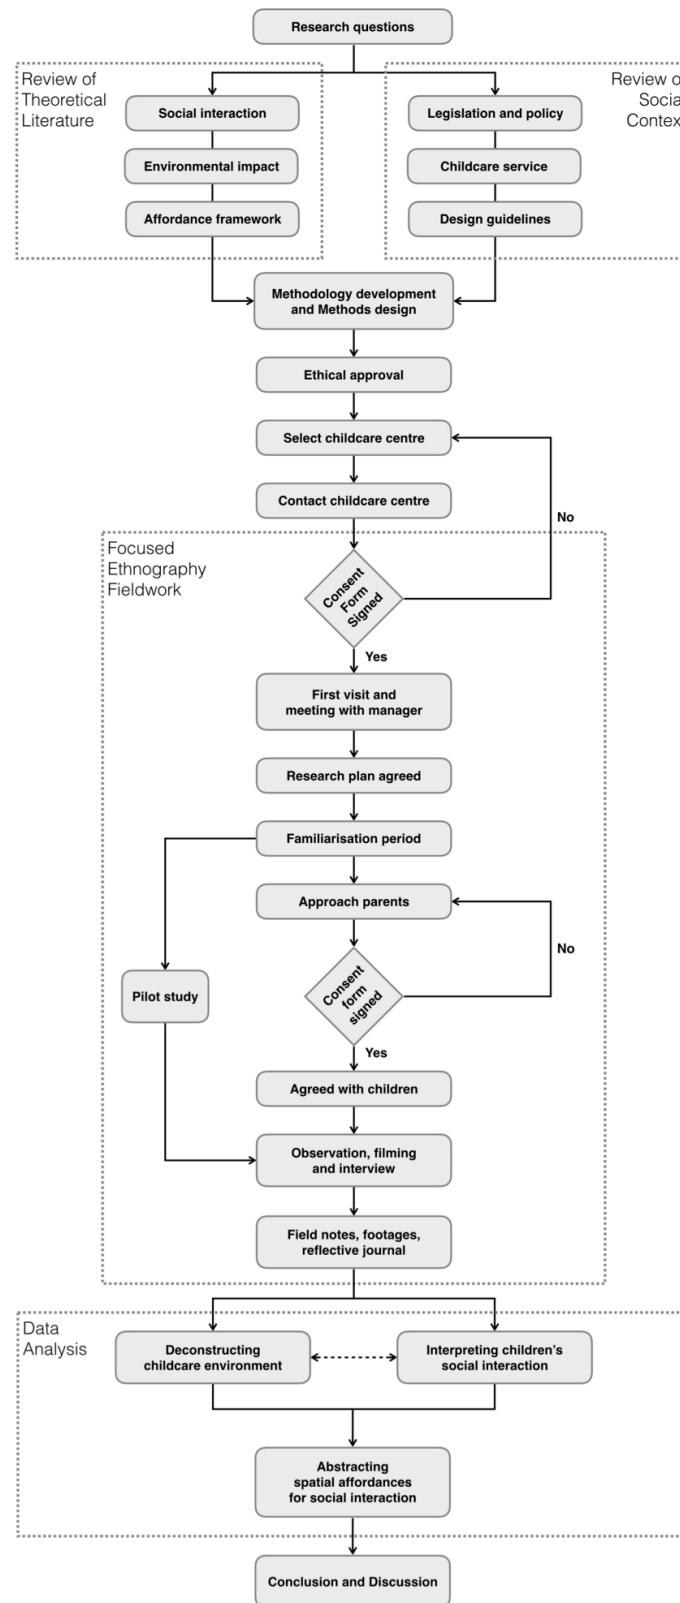 Research questions
Review of
Theoretical
Literature
Social interaction
Environmental impact
Affordance framework
Review o
Socia
Contex
Legislation and policy
Childcare service
Design guidelines
Methodology development
and Methods design
Ethical approval
Select childcare centre
Contact childcare centre
No
Focused
Ethnography
Fieldwork
Consent
Form
Signed
Yes
First visit and
meeting with manager
Research plan agreed
Familiarisation period
Approach parents
No
Pilot study
Consent
form
signed
Yes
Agreed with children
Observation, filming
and interview
Field notes, footages,
reflective journal
Data
Analysis
Deconstructing
childcare environment
Interpreting children's
social interaction
Abstracting
spatial affordances
for social interaction
Conclusion and Discussion